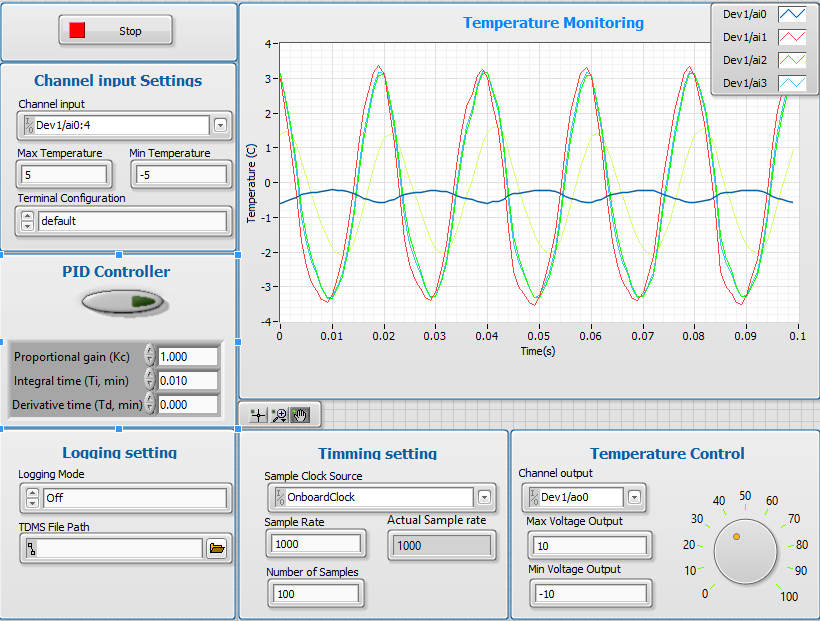 Stop
Channel input Settings
Channel input
I/0 Dev1/ai0:4
Max Temperature Min Temperature
5 -5
Terminal Configuration
default
PID Controller
Proportional gain (Kc) 1.000
Integral time (Ti, min) 0.010
Derivative time (Td, min) 0.000
Logging setting
Logging Mode
Off
TDMS File Path
Temperature Monitoring
Dev1/ai0
Dev1/ai1
Dev1/ai2
Dev1/ai3
Temperature (C)
4
3
2
1
0
-1
-2
-3
-4
0 0.01 0.02 0.03 0.04 0.05 0.06 0.07 0.08 0.09 0.1
Time(s)
Timming setting
Sample Clock Source
I/0 OnboardClock
Sample Rate Actual Sample rate
1000 1000
Number of Samples
100
Temperature Control
Channel output
I/0 Dev1/ao0
Max Voltage Output
10
Min Voltage Output
-10
0 10 20 30 40 50 60 70 80 90 100